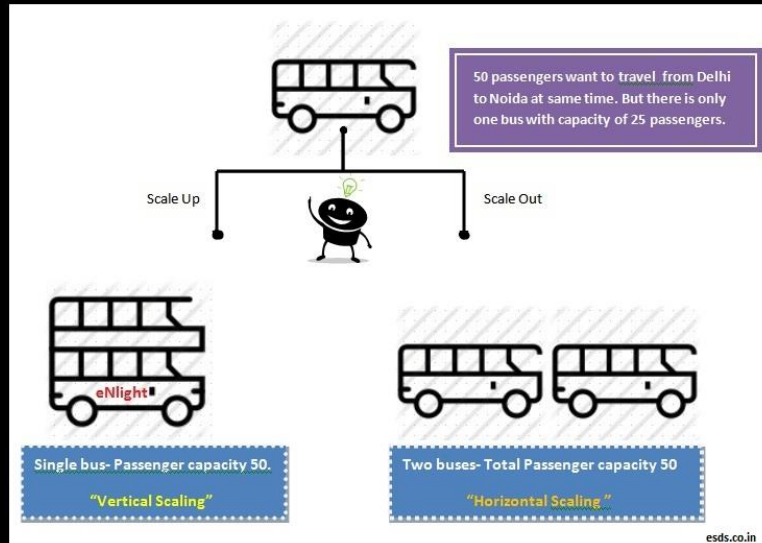 50 passengers want to travel from Delhi
to Noida at same time. But there is only
one bus with capacity of 25 passengers.
Scale Up
Scale Out
eNlight
Single bus- Passenger capacity 50.
"Vertical Scaling"
Two buses- Total Passenger capacity 50
"Horizontal Scaling "
esds.co.in